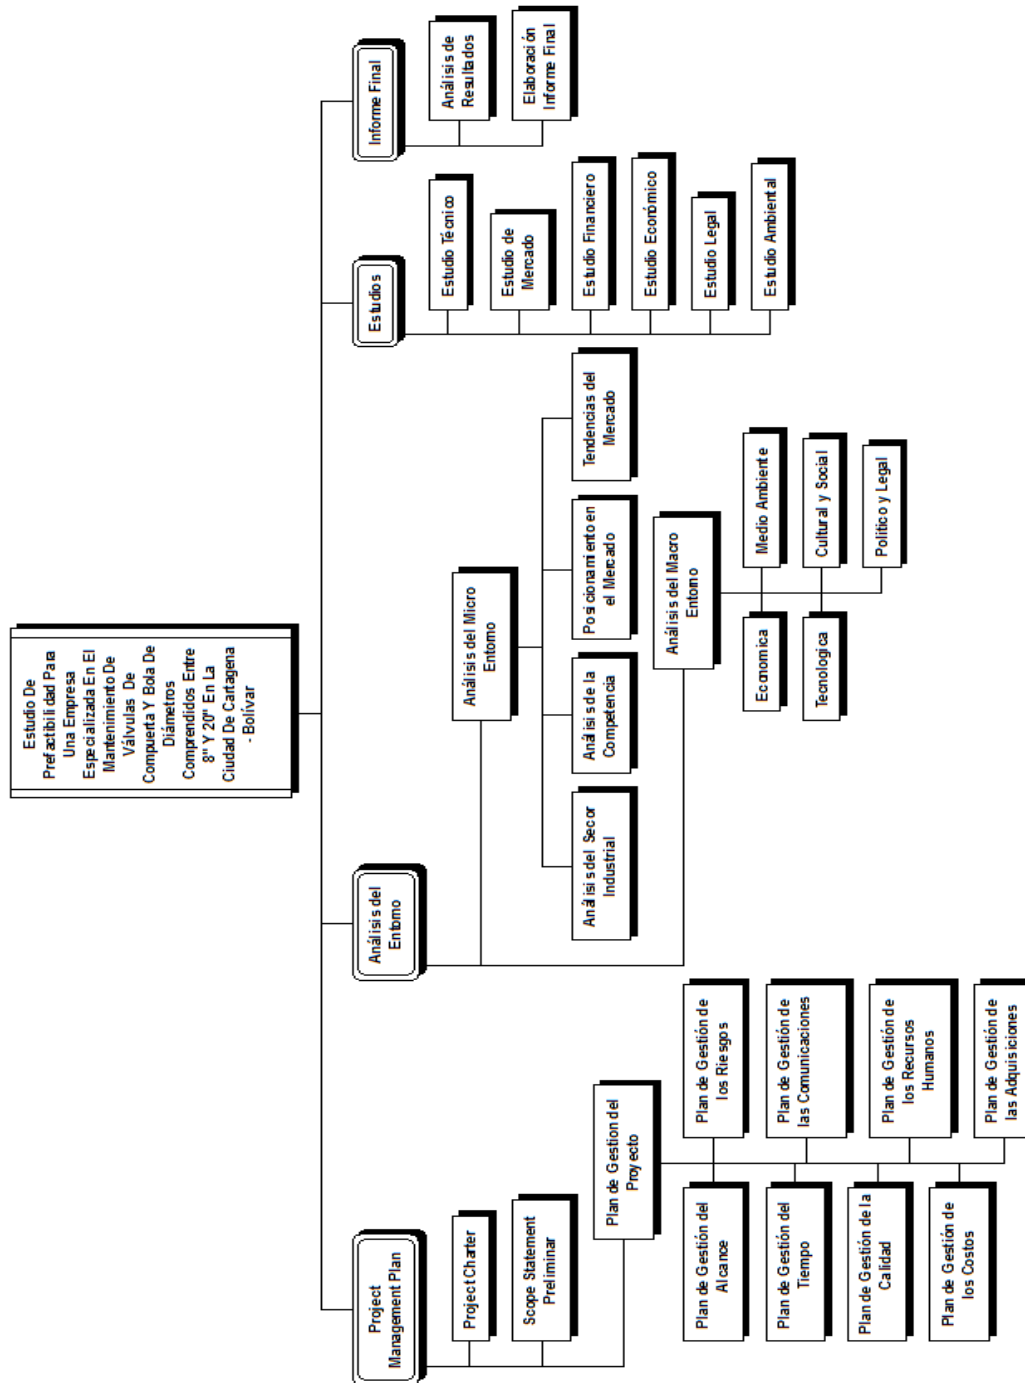 Estudio De
Prefactibilidad Para
Una Empresa
Especializada En El
Mantenimiento De
Válvulas De
Compuerta Y Bola De
Diámetros
Comprendidos Entre
8" Y 20" En La
Ciudad De Cartagena
- Bolívar
Project
Management Plan
Project Charter
Scope Statement
Preliminar
Plan de Gestion del
Proyecto
Plan de Gestión del
Alcance
Plan de Gestión de
los Riesgos
Plan de Gestión del
Tiempo
Plan de Gestión de
las Comunicaciones
Plan de Gestión de la
Calidad
Plan de Gestión de
los Recursos
Humanos
Plan de Gestión de
los Costos
Plan de Gestión de
las Adquisiciones
Análisis del
Entorno
Análisis del Micro
Entorno
Análisis del Secor
Industrial
Análisis de la
Competencia
Posicionamiento en
el Mercado
Tendencias del
Mercado
Análisis del Macro
Entorno
Economica
Medio Ambiente
Tecnologica
Cultural y Social
Politico y Legal
Estudios
Estudio Técnico
Estudio de
Mercado
Estudio Financiero
Estudio Económico
Estudio Legal
Estudio Ambiental
Informe Final
Análisis de
Resultados
Elaboración
Informe Final